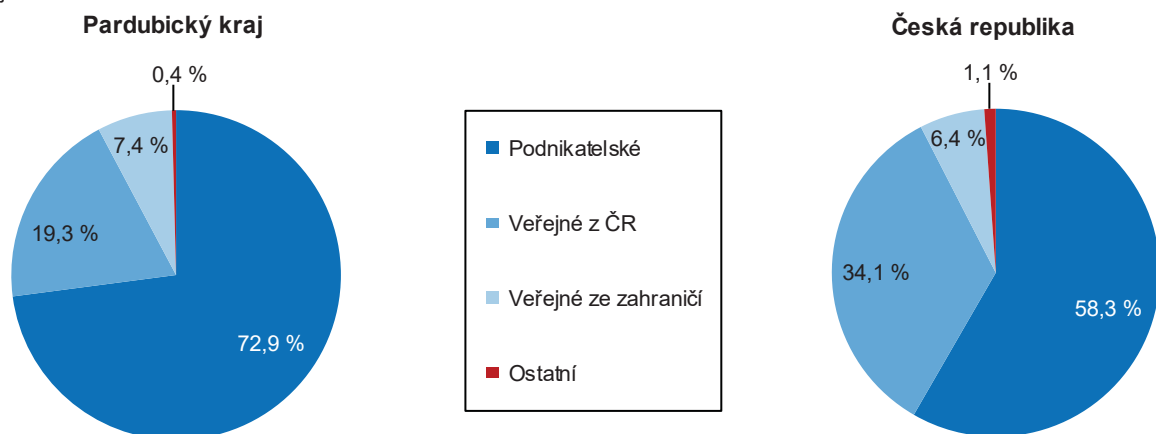 Pardubický kraj
0,4 %
7,4 %
19,3 %
72,9 %
Podnikatelské
Veřejné z ČR
Veřejné ze zahraničí
Ostatní
Česká republika
1,1 %
6,4 %
34,1 %
58,3 %